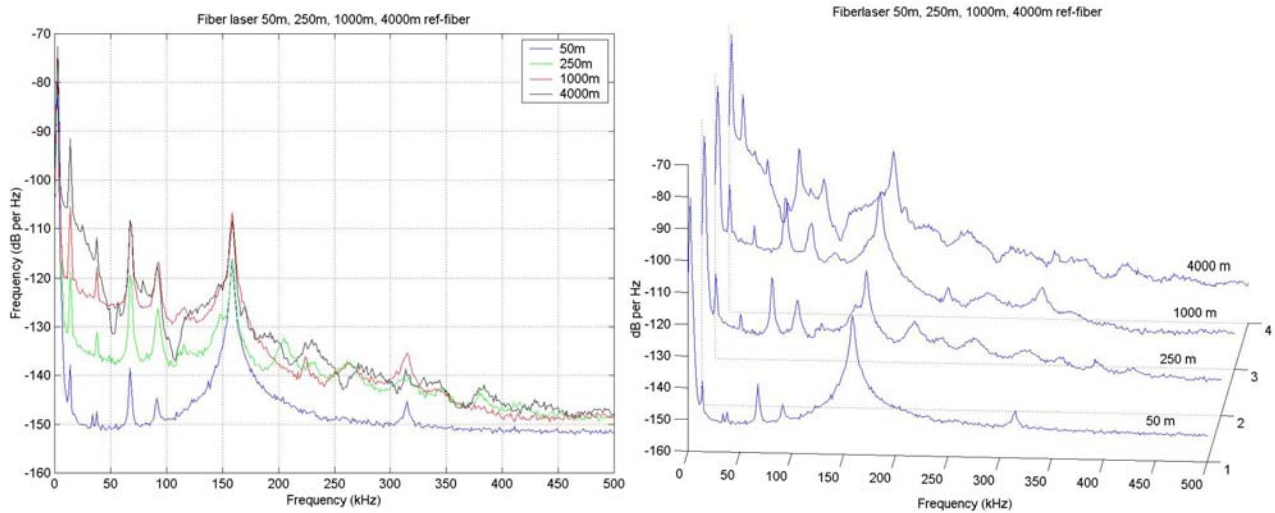 Fiber laser 50m, 250m, 1000m, 4000m ref-fiber
50m
250m
1000m
4000m
-70
-80
-90
-100
-110
-120
-130
-140
-150
-160
Frequency (dB per Hz)
0 50 100 150 200 250 300 350 400 450 500
Frequency (kHz)
Fiberlaser 50m, 250m, 1000m, 4000m ref-fiber
-70
-80
-90
-100
-110
-120
-130
-140
-150
-160
dB per Hz
4000 m
1000 m
250 m
50 m
4
3
2
1
0 50 100 150 200 250 300 350 400 450 500
Frequency (kHz)